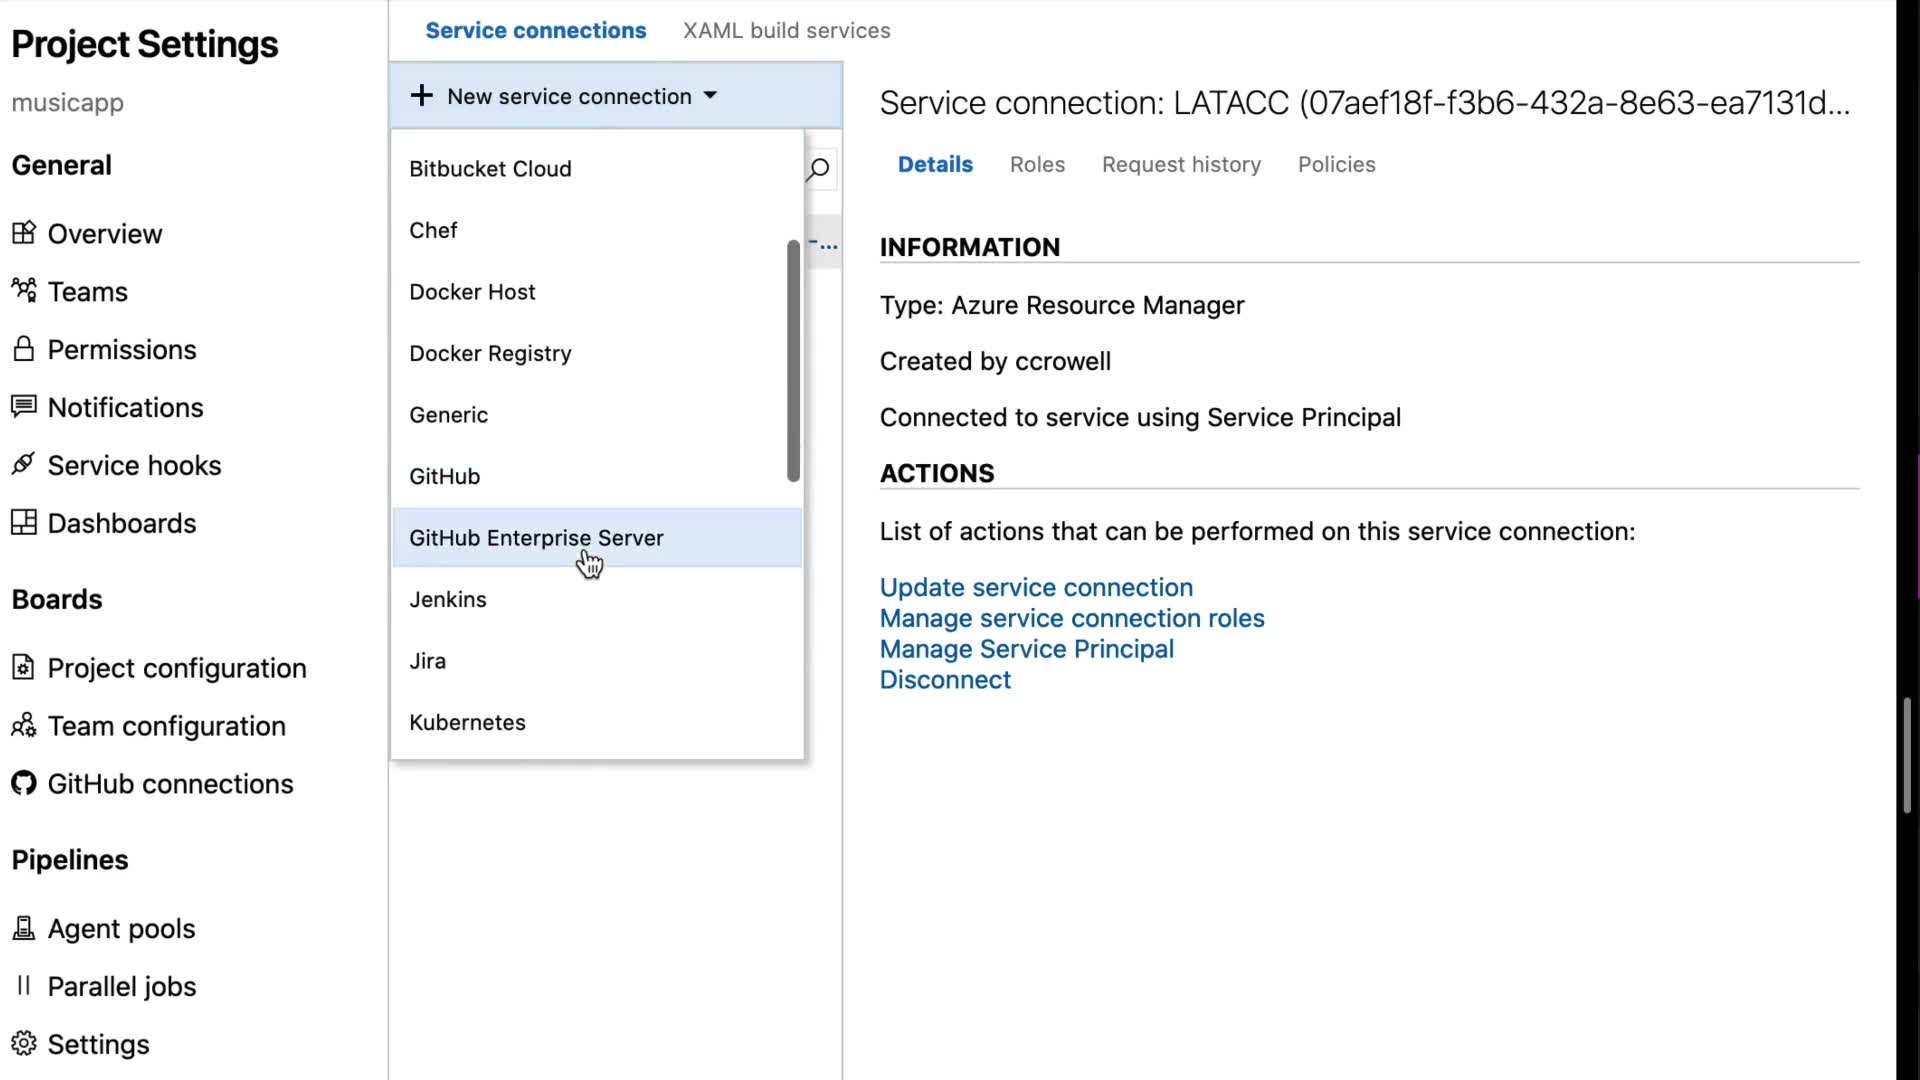 Project Settings
musicapp
General
Overview
Teams
Permissions
Notifications
Service hooks
Dashboards
Boards
Project configuration
Team configuration
GitHub connections
Pipelines
Agent pools
Parallel jobs
Settings
Service connections
XAML build services
New service connection
Bitbucket Cloud
Chef
Docker Host
Docker Registry
Generic
GitHub
GitHub Enterprise Server
Jenkins
Jira
Kubernetes
-...
Service connection: LATACC (07aef18f-f3b6-432a-8e63-ea7131d...
Details
Roles
Request history
Policies
INFORMATION
Type: Azure Resource Manager
Created by ccrowell
Connected to service using Service Principal
ACTIONS
List of actions that can be performed on this service connection:
Update service connection
Manage service connection roles
Manage Service Principal
Disconnect